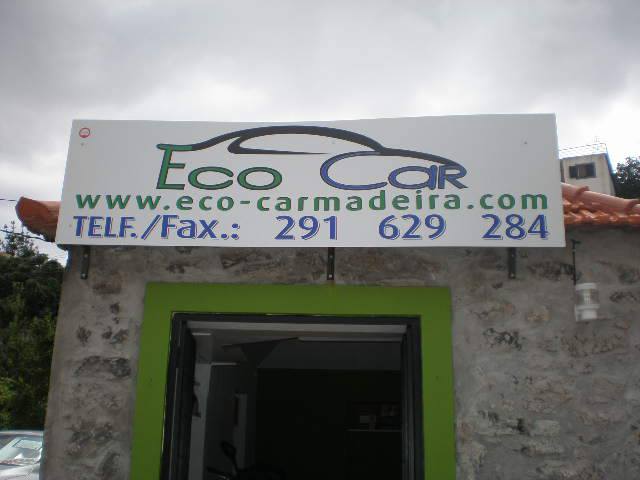 Eco Car
www.eco-carmadeira.com
TELF./Fax.: 291 629 284